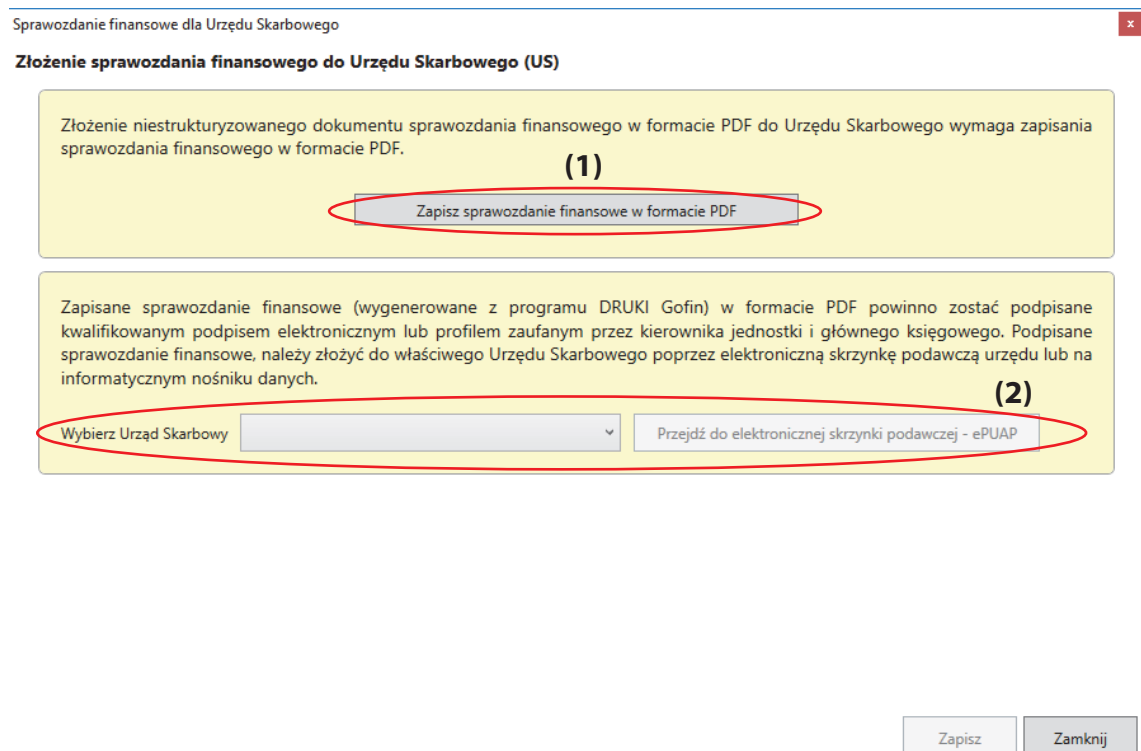 Sprawozdanie finansowe dla Urzędu Skarbowego
x
Złożenie sprawozdania finansowego do Urzędu Skarbowego (US)
Złożenie niestrukturyzowanego dokumentu sprawozdania finansowego w formacie PDF do Urzędu Skarbowego wymaga zapisania
sprawozdania finansowego w formacie PDF.
(1)
Zapisz sprawozdanie finansowe w formacie PDF
Zapisane sprawozdanie finansowe (wygenerowane z programu DRUKI Gofin) w formacie PDF powinno zostać podpisane
kwalifikowanym podpisem elektronicznym lub profilem zaufanym przez kierownika jednostki i głównego księgowego. Podpisane
sprawozdanie finansowe, należy złożyć do właściwego Urzędu Skarbowego poprzez elektroniczną skrzynkę podawczą urzędu lub na
informatycznym nośniku danych.
(2)
Wybierz Urząd Skarbowy Przejdź do elektronicznej skrzynki podawczej - ePUAP
Zapisz Zamknij